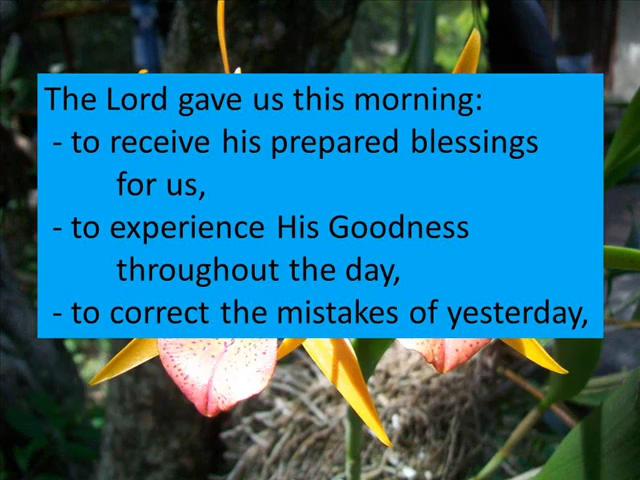 The Lord gave us this morning:
- to receive his prepared blessings
for us,
- to experience His Goodness
throughout the day,
- to correct the mistakes of yesterday,